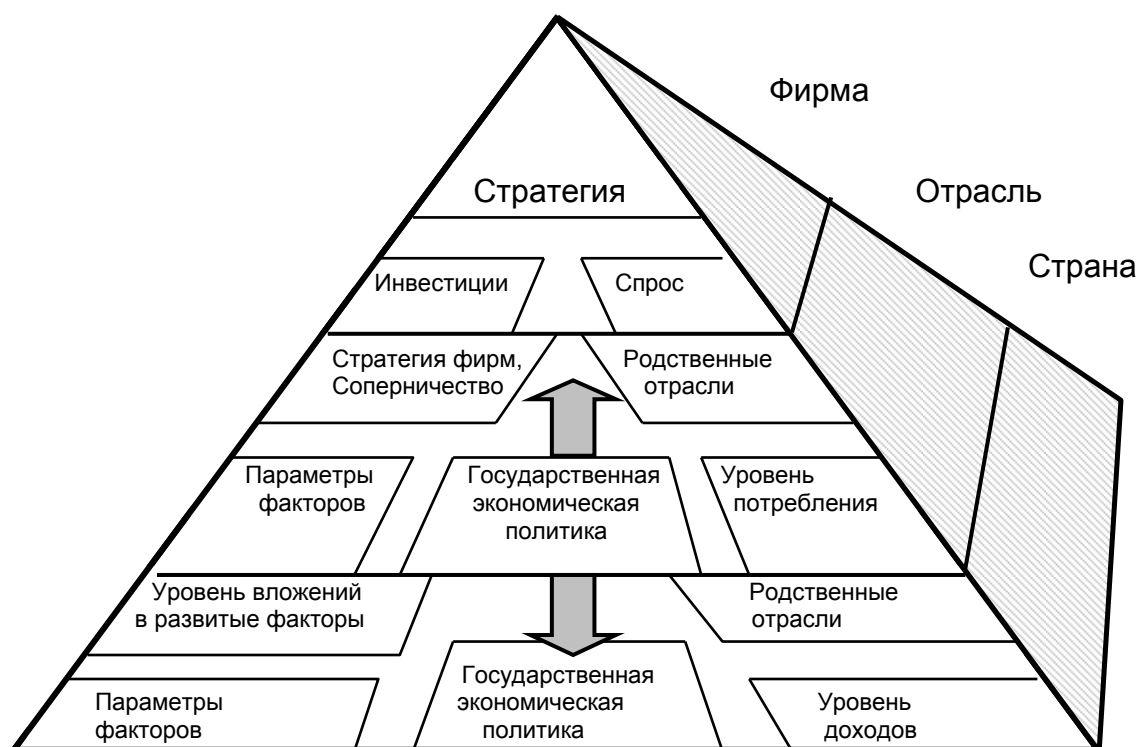 Фирма
Отрасль
Страна
Стратегия
Инвестиции
Спрос
Стратегия фирм,
Соперничество
Родственные
отрасли
Параметры
факторов
Государственная
экономическая
политика
Уровень
потребления
Уровень вложений
в развитые факторы
Родственные
отрасли
Параметры
факторов
Государственная
экономическая
политика
Уровень
доходов